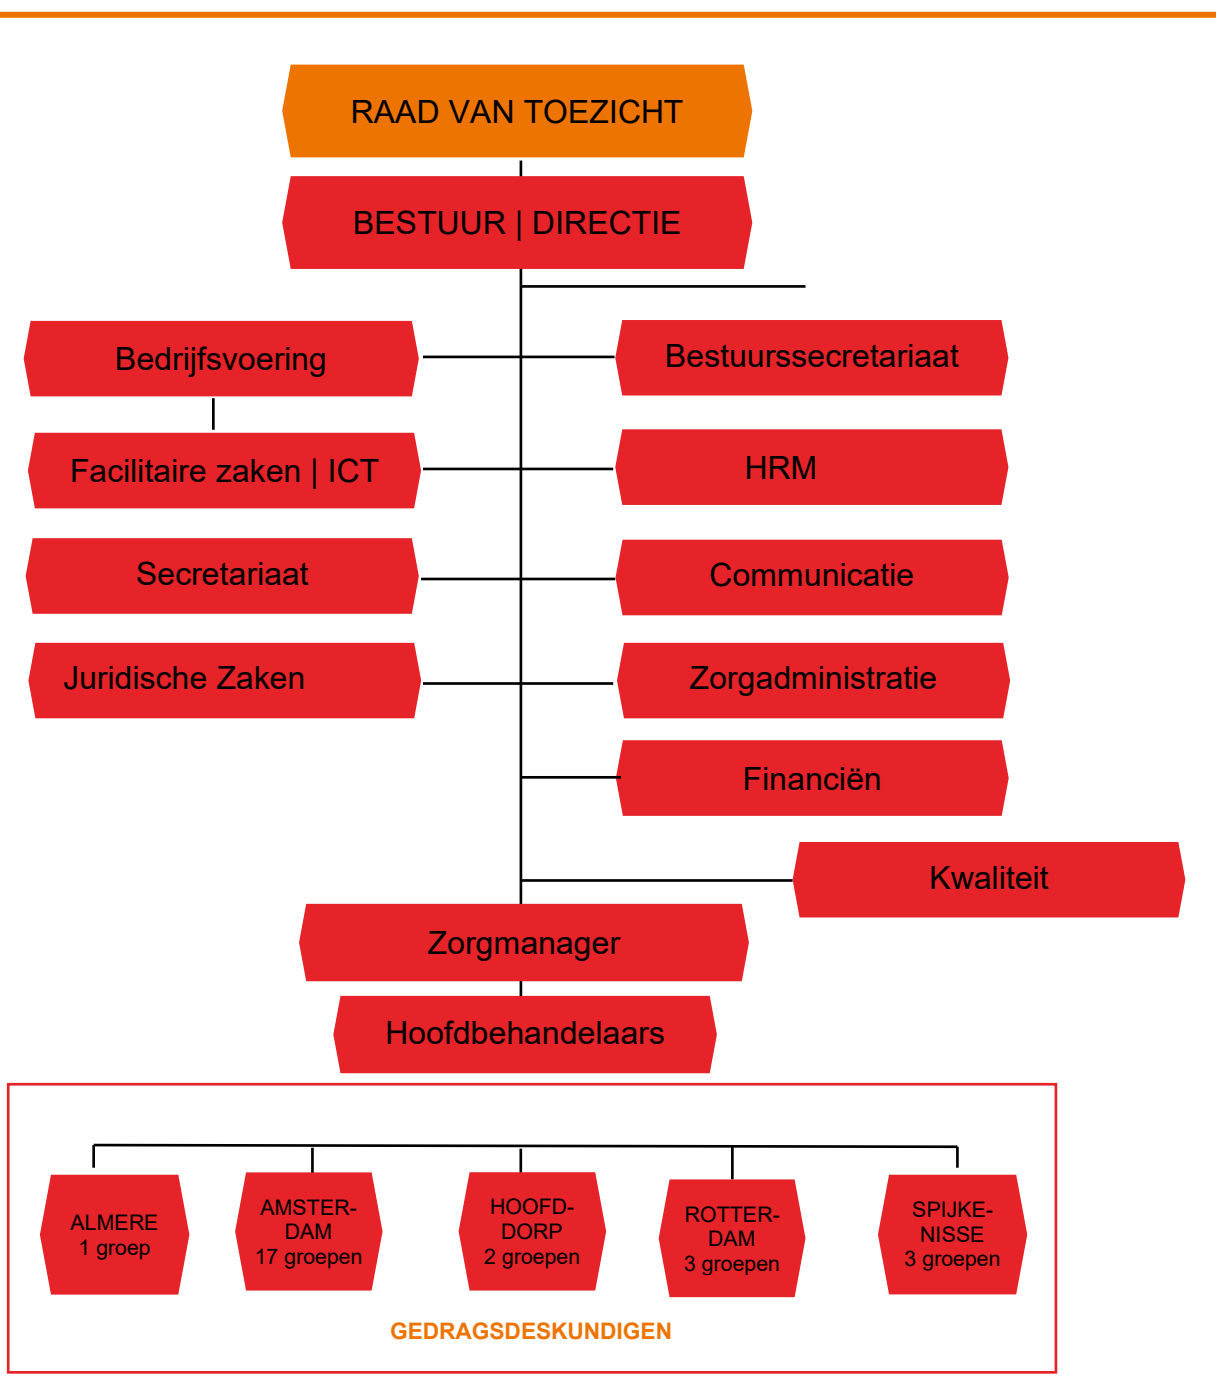 RAAD VAN TOEZICHT
BESTUUR | DIRECTIE
Bedrijfsvoering
Bestuurssecretariaat
Facilitaire zaken | ICT
HRM
Secretariaat
Communicatie
Juridische Zaken
Zorgadministratie
Financiën
Kwaliteit
Zorgmanager
Hoofdbehandelaars
ALMERE
1 groep
AMSTER-
DAM
17 groepen
HOOFD-
DORP
2 groepen
ROTTER-
DAM
3 groepen
SPIJKE-
NISSE
3 groepen
GEDRAGSDESKUNDIGEN